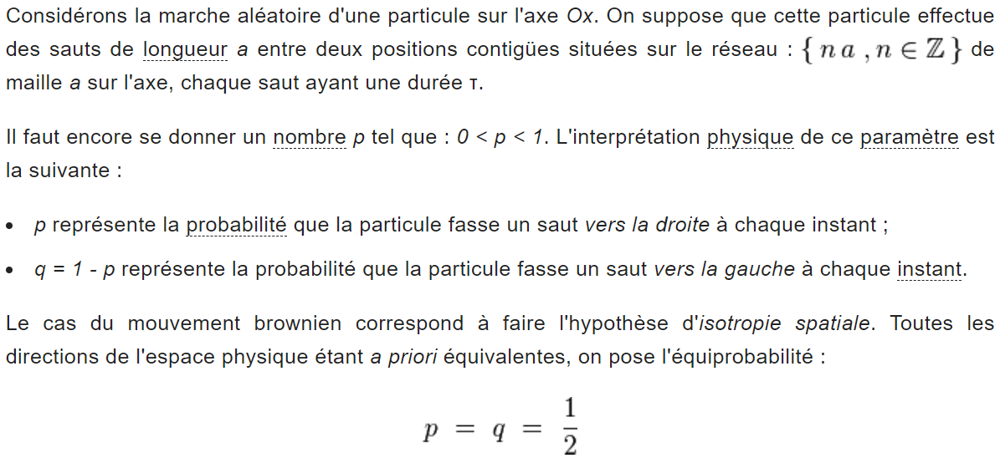 Considérons la marche aléatoire d'une particule sur l'axe Ox. On suppose que cette particule effectue
des sauts de longueur a entre deux positions contigües situées sur le réseau : { n a , n ∈ ℤ } de
maille a sur l'axe, chaque saut ayant une durée τ.
Il faut encore se donner un nombre p tel que : 0 < p < 1. L'interprétation physique de ce paramètre est
la suivante :
• p représente la probabilité que la particule fasse un saut vers la droite à chaque instant ;
• q = 1 - p représente la probabilité que la particule fasse un saut vers la gauche à chaque instant.
Le cas du mouvement brownien correspond à faire l'hypothèse d'isotropie spatiale. Toutes les
directions de l'espace physique étant a priori équivalentes, on pose l'équiprobabilité :
p = q = 1/2